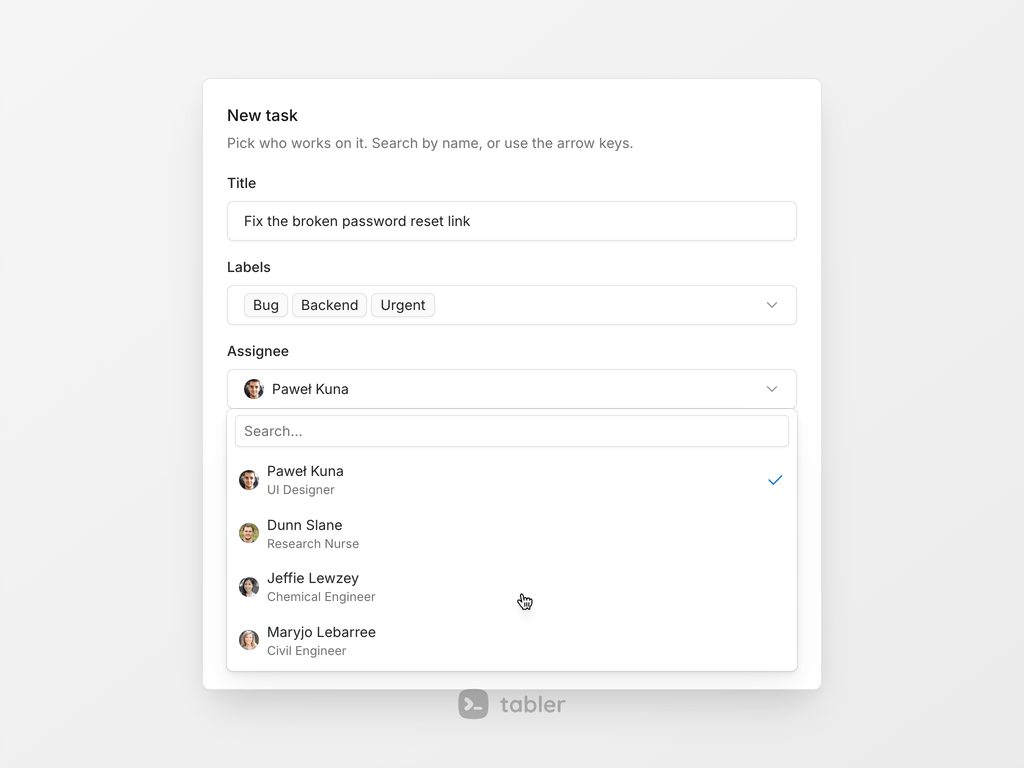 New task
Pick who works on it. Search by name, or use the arrow keys.
Title
Fix the broken password reset link
Labels
Bug Backend Urgent
Assignee
Paweł Kuna
Search...
Paweł Kuna
UI Designer
Dunn Slane
Research Nurse
Jeffie Lewzey
Chemical Engineer
Maryjo Lebarree
Civil Engineer
tabler